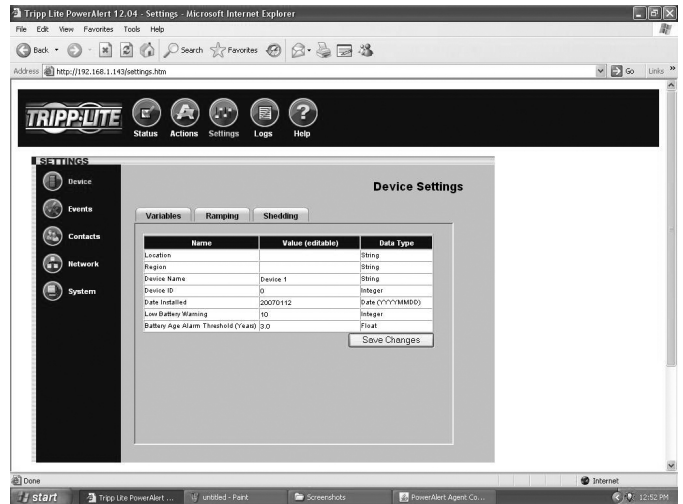 Tripp Lite PowerAlert 12.04 - Settings - Microsoft Internet Explorer
File Edit View Favorites Tools Help
Back Search Favorites
Address http://192.168.1.143/settings.htm Go Links »
TRIPP·LITE
Status Actions Settings Logs Help
SETTINGS
Device
Events
Contacts
Network
System
Device Settings
Variables Ramping Shedding
Name Value (editable) Data Type
Location String
Region String
Device Name Device 1 String
Device ID 0 Integer
Date Installed 20070112 Date (YYYYMMDD)
Low Battery Warning 10 Integer
Battery Age Alarm Threshold (Years) 3.0 Float
Save Changes
Done Internet
start Tripp Lite PowerAlert ... untitled - Paint Screenshots PowerAlert Agent Co... 12:52 PM